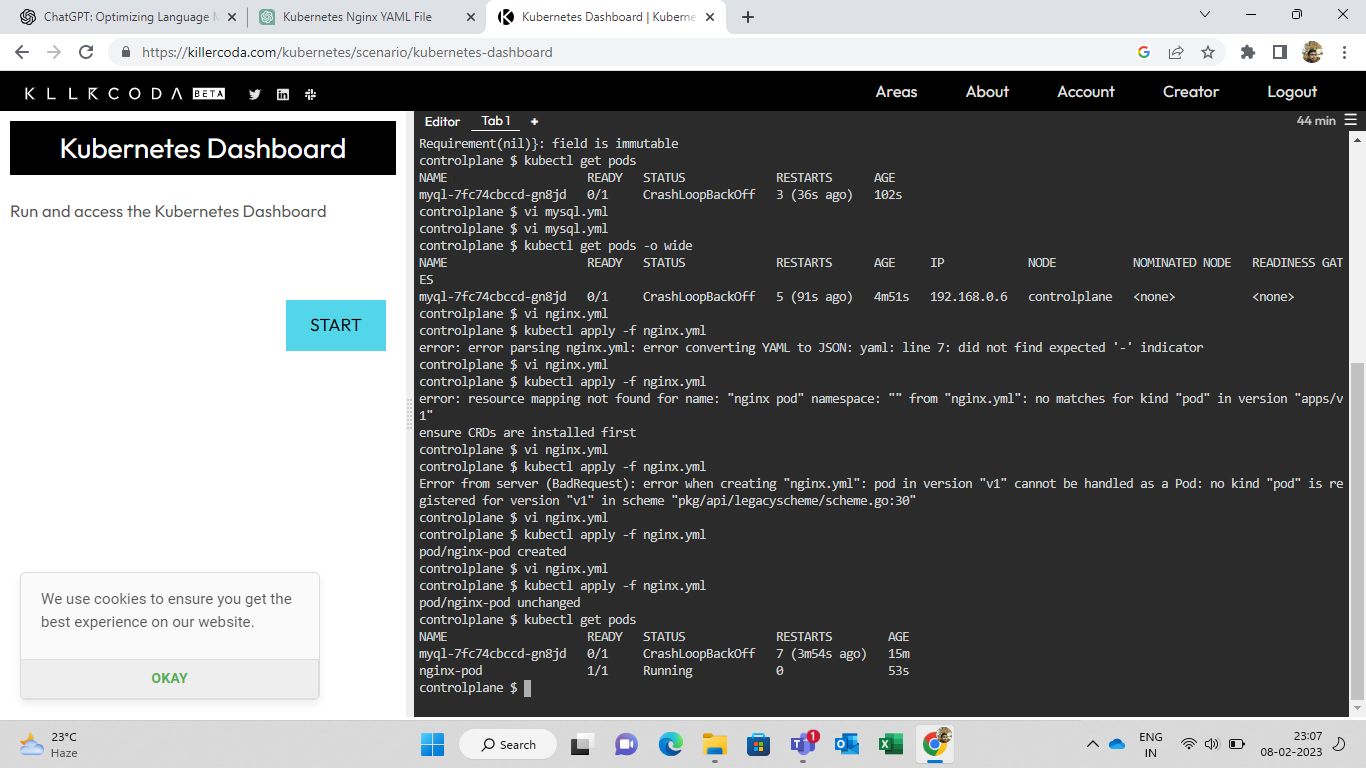 ChatGPT: Optimizing Language M
Kubernetes Nginx YAML File
Kubernetes Dashboard | Kuberne
https://killercoda.com/kubernetes/scenario/kubernetes-dashboard
KLLRCODA BETA
Areas
About
Account
Creator
Logout
Kubernetes Dashboard
Run and access the Kubernetes Dashboard
START
We use cookies to ensure you get the
best experience on our website.
OKAY
Editor Tab 1 +
44 min
Requirement(nil)}: field is immutable
controlplane $ kubectl get pods
NAME READY STATUS RESTARTS AGE
myql-7fc74cbccd-gn8jd 0/1 CrashLoopBackOff 3 (36s ago) 102s
controlplane $ vi mysql.yml
controlplane $ vi mysql.yml
controlplane $ kubectl get pods -o wide
NAME READY STATUS RESTARTS AGE IP NODE NOMINATED NODE READINESS GAT
ES
myql-7fc74cbccd-gn8jd 0/1 CrashLoopBackOff 5 (91s ago) 4m51s 192.168.0.6 controlplane <none> <none>
controlplane $ vi nginx.yml
controlplane $ kubectl apply -f nginx.yml
error: error parsing nginx.yml: error converting YAML to JSON: yaml: line 7: did not find expected '-' indicator
controlplane $ vi nginx.yml
controlplane $ kubectl apply -f nginx.yml
error: resource mapping not found for name: "nginx pod" namespace: "" from "nginx.yml": no matches for kind "pod" in version "apps/v
1"
ensure CRDs are installed first
controlplane $ vi nginx.yml
controlplane $ kubectl apply -f nginx.yml
Error from server (BadRequest): error when creating "nginx.yml": pod in version "v1" cannot be handled as a Pod: no kind "pod" is re
gistered for version "v1" in scheme "pkg/api/legacyscheme/scheme.go:30"
controlplane $ vi nginx.yml
controlplane $ kubectl apply -f nginx.yml
pod/nginx-pod created
controlplane $ vi nginx.yml
controlplane $ kubectl apply -f nginx.yml
pod/nginx-pod unchanged
controlplane $ kubectl get pods
NAME READY STATUS RESTARTS AGE
myql-7fc74cbccd-gn8jd 0/1 CrashLoopBackOff 7 (3m54s ago) 15m
nginx-pod 1/1 Running 0 53s
controlplane $
23°C
Haze
Search
1
ENG
IN
23:07
08-02-2023